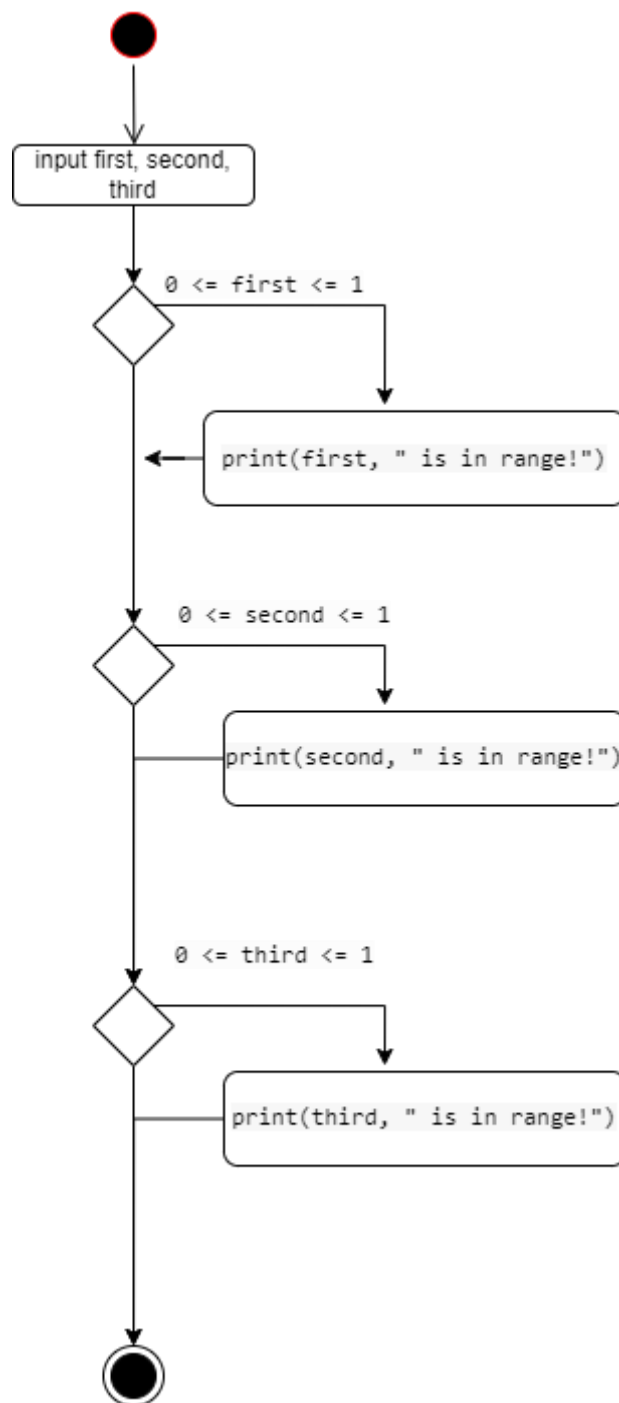 input first, second,
third
0 <= first <= 1
print(first, " is in range!")
0 <= second <= 1
print(second, " is in range!")
0 <= third <= 1
print(third, " is in range!")